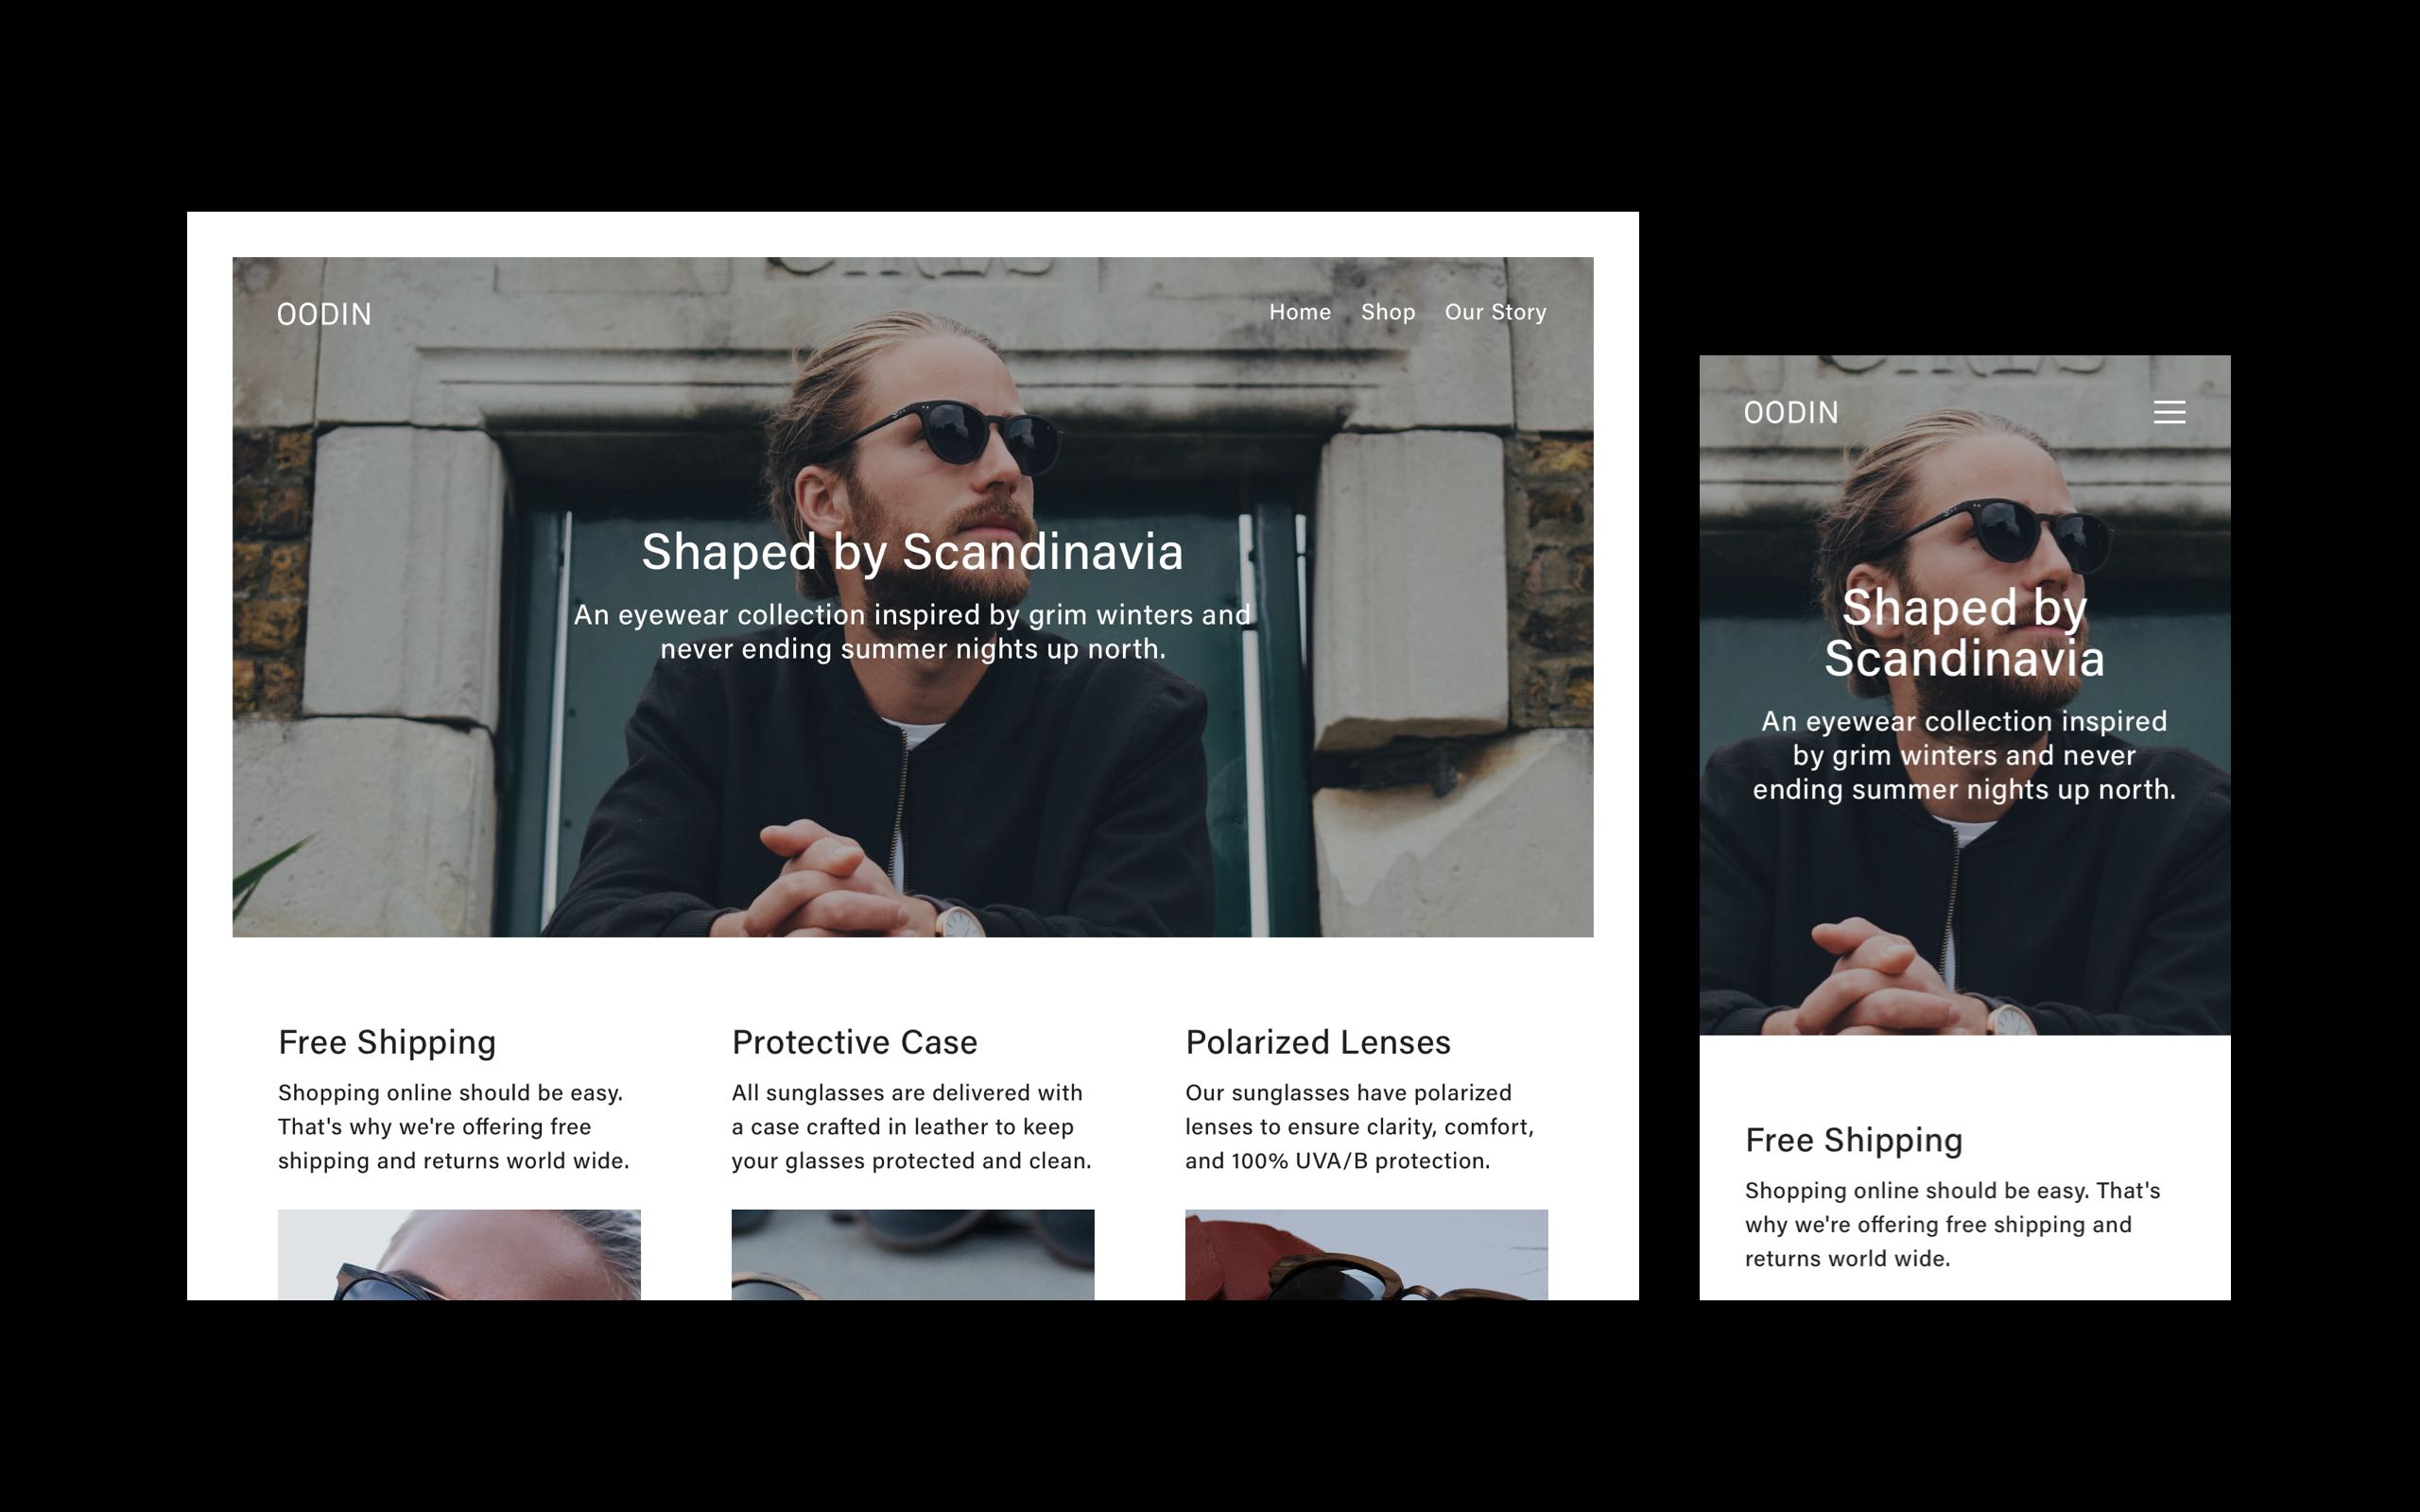 OODIN
Home Shop Our Story
Shaped by Scandinavia
An eyewear collection inspired by grim winters and
never ending summer nights up north.
Free Shipping
Shopping online should be easy.
That's why we're offering free
shipping and returns world wide.
Protective Case
All sunglasses are delivered with
a case crafted in leather to keep
your glasses protected and clean.
Polarized Lenses
Our sunglasses have polarized
lenses to ensure clarity, comfort,
and 100% UVA/B protection.
OODIN
Shaped by
Scandinavia
An eyewear collection inspired
by grim winters and never
ending summer nights up north.
Free Shipping
Shopping online should be easy. That's
why we're offering free shipping and
returns world wide.